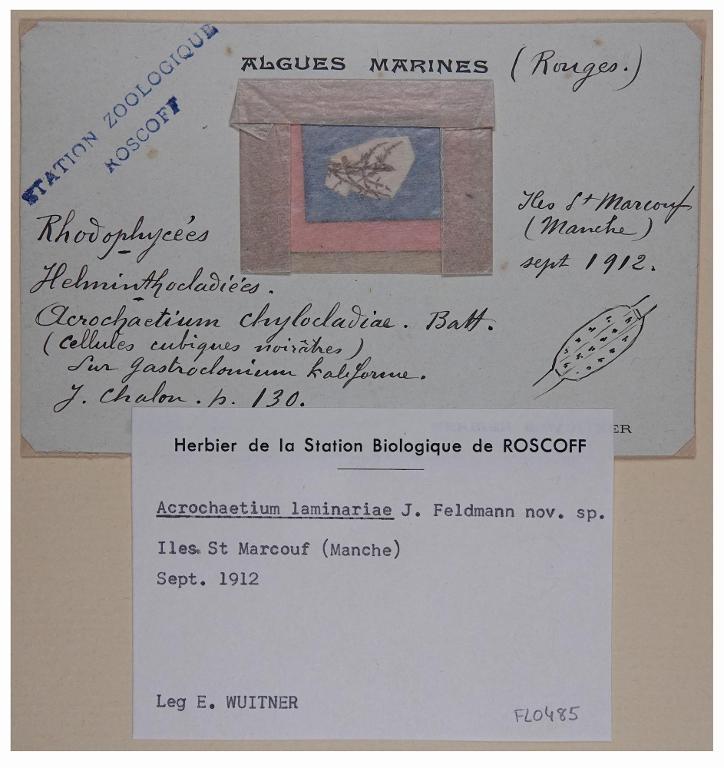 STATION ZOOLOGIQUE
ROSCOFF
ALGUES MARINES (Rouges.)
Iles St Marcouf
(Manche)
sept 1912.
Rhodophycées
Helminthocladiées.
Acrochaetium chylocladiae. Batt.
(cellules cubiques noirâtres)
Sur gastroclonium kaliforme.
J. Chalon. p. 130.
ER
Herbier de la Station Biologique de ROSCOFF
Acrochaetium laminariae J. Feldmann nov. sp.
Iles St Marcouf (Manche)
Sept. 1912
Leg E. WUITNER
FL0485